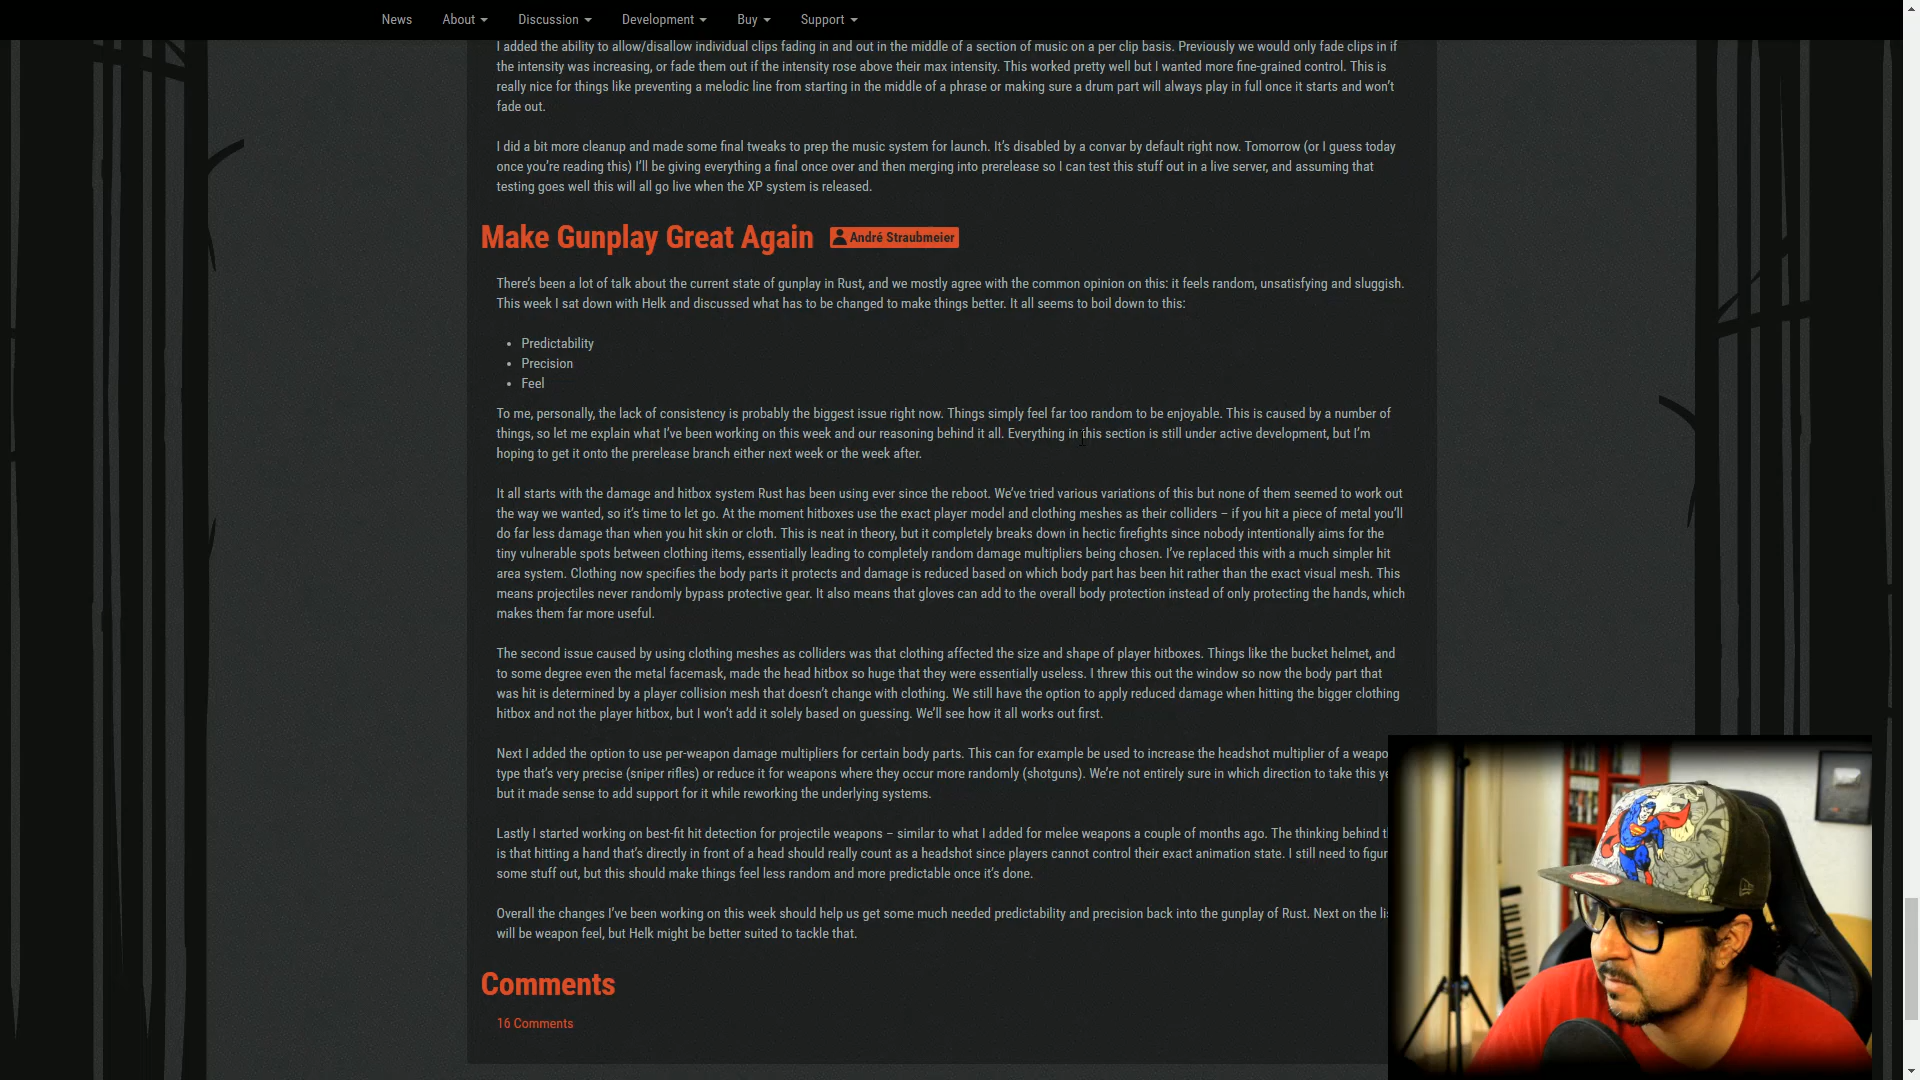 News About Discussion Development Buy Support
I added the ability to allow/disallow individual clips fading in and out in the middle of a section of music on a per clip basis. Previously we would only fade clips in if
the intensity was increasing, or fade them out if the intensity rose above their max intensity. This worked pretty well but I wanted more fine-grained control. This is
really nice for things like preventing a melodic line from starting in the middle of a phrase or making sure a drum part will always play in full once it starts and won't
fade out.
I did a bit more cleanup and made some final tweaks to prep the music system for launch. It's disabled by a convar by default right now. Tomorrow (or I guess today
once you're reading this) I'll be giving everything a final once over and then merging into prerelease so I can test this stuff out in a live server, and assuming that
testing goes well this will all go live when the XP system is released.
Make Gunplay Great Again André Straubmeier
There's been a lot of talk about the current state of gunplay in Rust, and we mostly agree with the common opinion on this: it feels random, unsatisfying and sluggish.
This week I sat down with Helk and discussed what has to be changed to make things better. It all seems to boil down to this:
• Predictability
• Precision
• Feel
To me, personally, the lack of consistency is probably the biggest issue right now. Things simply feel far too random to be enjoyable. This is caused by a number of
things, so let me explain what I've been working on this week and our reasoning behind it all. Everything in this section is still under active development, but I'm
hoping to get it onto the prerelease branch either next week or the week after.
It all starts with the damage and hitbox system Rust has been using ever since the reboot. We've tried various variations of this but none of them seemed to work out
the way we wanted, so it's time to let go. At the moment hitboxes use the exact player model and clothing meshes as their colliders – if you hit a piece of metal you'll
do far less damage than when you hit skin or cloth. This is neat in theory, but it completely breaks down in hectic firefights since nobody intentionally aims for the
tiny vulnerable spots between clothing items, essentially leading to completely random damage multipliers being chosen. I've replaced this with a much simpler hit
area system. Clothing now specifies the body parts it protects and damage is reduced based on which body part has been hit rather than the exact visual mesh. This
means projectiles never randomly bypass protective gear. It also means that gloves can add to the overall body protection instead of only protecting the hands, which
makes them far more useful.
The second issue caused by using clothing meshes as colliders was that clothing affected the size and shape of player hitboxes. Things like the bucket helmet, and
to some degree even the metal facemask, made the head hitbox so huge that they were essentially useless. I threw this out the window so now the body part that
was hit is determined by a player collision mesh that doesn't change with clothing. We still have the option to apply reduced damage when hitting the bigger clothing
hitbox and not the player hitbox, but I won't add it solely based on guessing. We'll see how it all works out first.
Next I added the option to use per-weapon damage multipliers for certain body parts. This can for example be used to increase the headshot multiplier of a weapo
type that's very precise (sniper rifles) or reduce it for weapons where they occur more randomly (shotguns). We're not entirely sure in which direction to take this ye
but it made sense to add support for it while reworking the underlying systems.
Lastly I started working on best-fit hit detection for projectile weapons – similar to what I added for melee weapons a couple of months ago. The thinking behind t
is that hitting a hand that's directly in front of a head should really count as a headshot since players cannot control their exact animation state. I still need to figur
some stuff out, but this should make things feel less random and more predictable once it's done.
Overall the changes I've been working on this week should help us get some much needed predictability and precision back into the gunplay of Rust. Next on the li
will be weapon feel, but Helk might be better suited to tackle that.
Comments
16 Comments